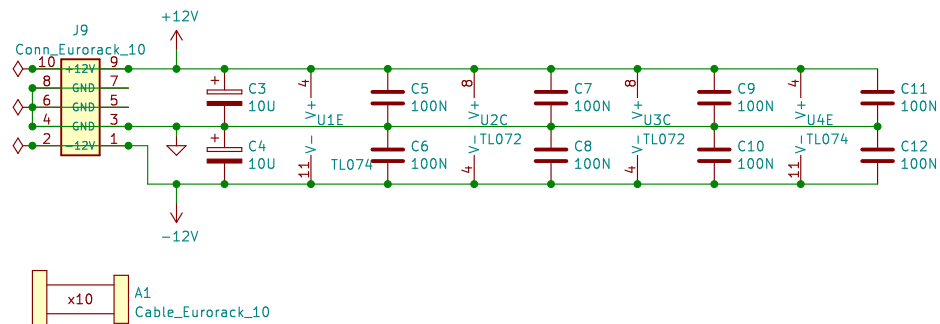 +12V
J9
Conn_Eurorack_10
10 +12V 9
8 GND 7
6 GND 5
4 GND 3
2 -12V 1
+ C3
10U
+ C4
10U
4 V+
U1E
V- 11
TL074
C5
100N
C6
100N
8 V+
U2C
TL072
V- 4
C7
100N
C8
100N
8 V+
U3C
TL072
V- 4
C9
100N
C10
100N
4 V+
U4E
TL074
V- 11
C11
100N
C12
100N
-12V
x10
A1
Cable_Eurorack_10